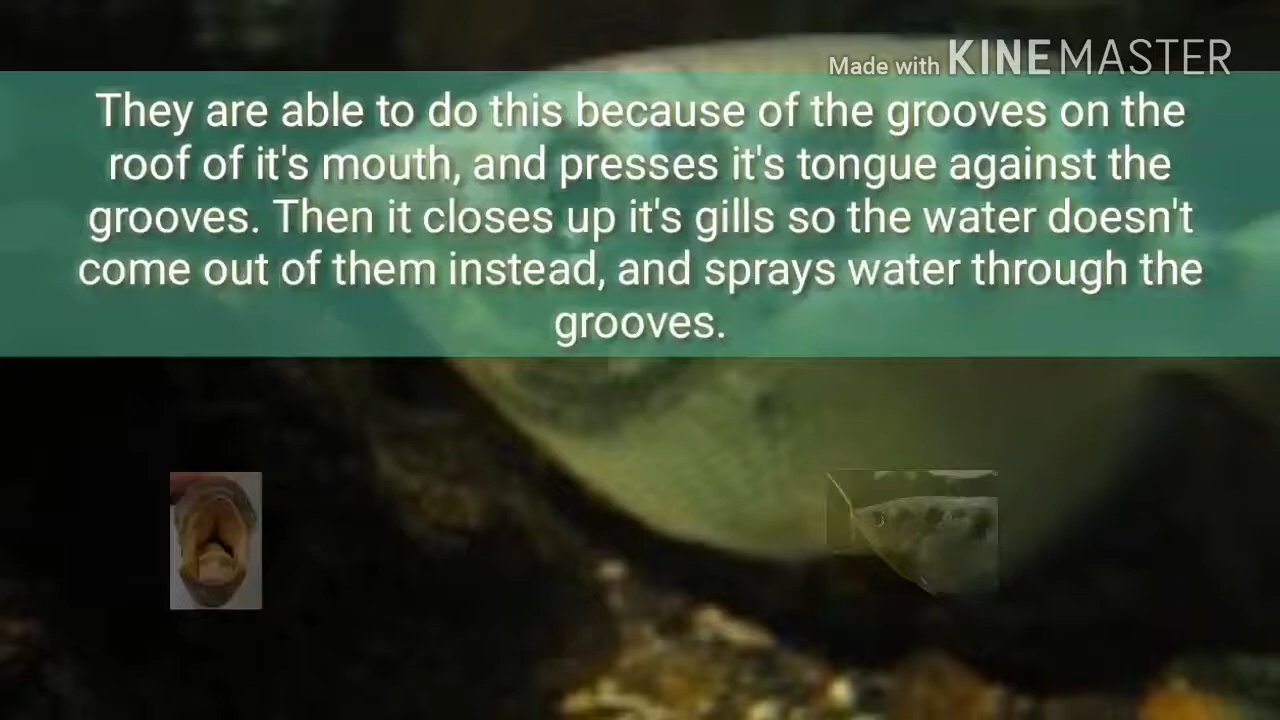 Made with KINEMASTER
They are able to do this because of the grooves on the
roof of it's mouth, and presses it's tongue against the
grooves. Then it closes up it's gills so the water doesn't
come out of them instead, and sprays water through the
grooves.